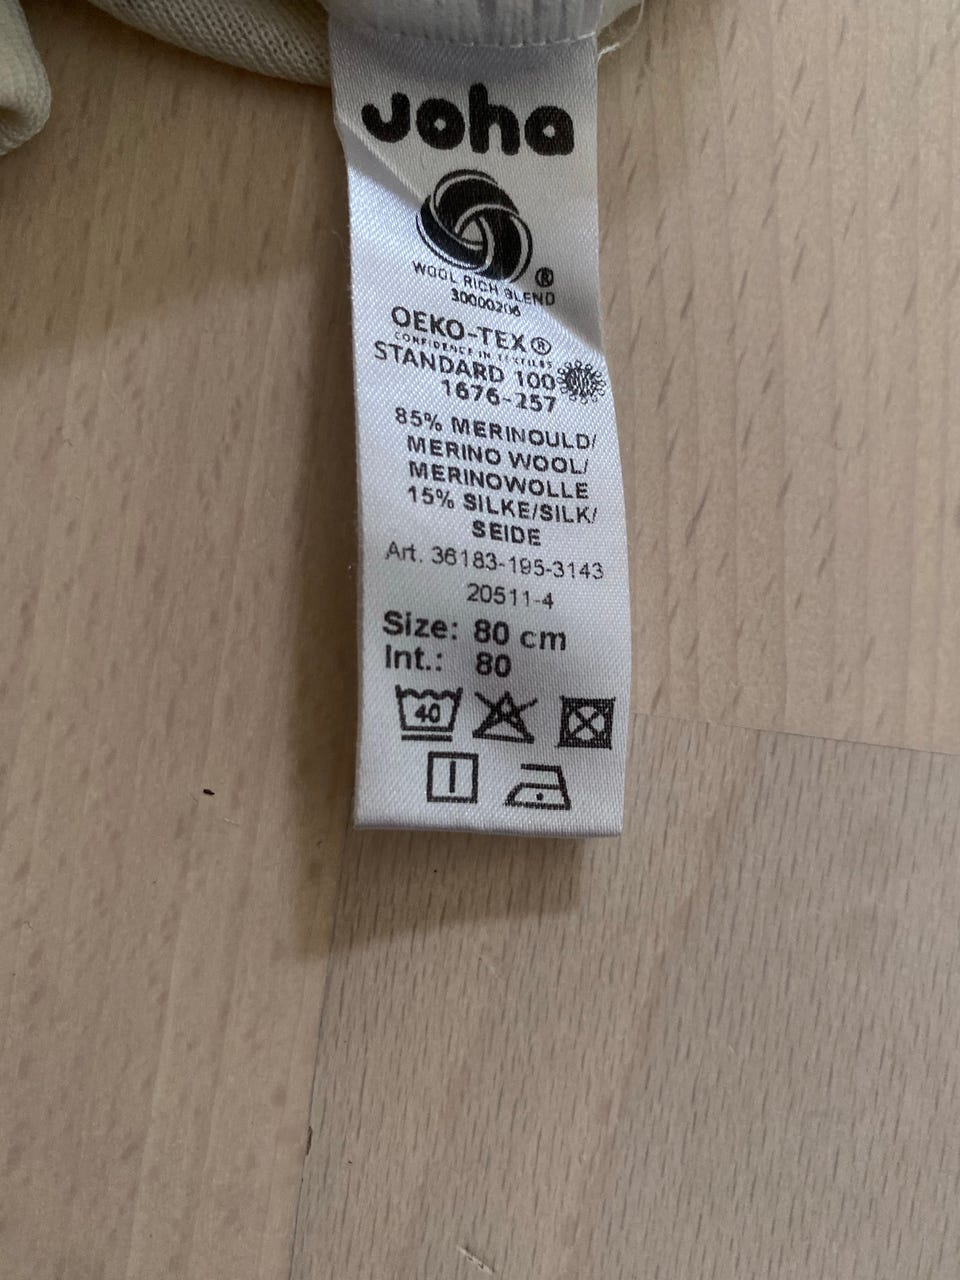 Joha
WOOL RICH BLEND ®
30000206
OEKO-TEX®
CONFIDENCE IN TEXTILES
STANDARD 100
1676-257
85% MERINOULD/
MERINO WOOL/
MERINOWOLLE
15% SILKE/SILK/
SEIDE
Art. 36183-195-3143
20511-4
Size: 80 cm
Int.: 80
40